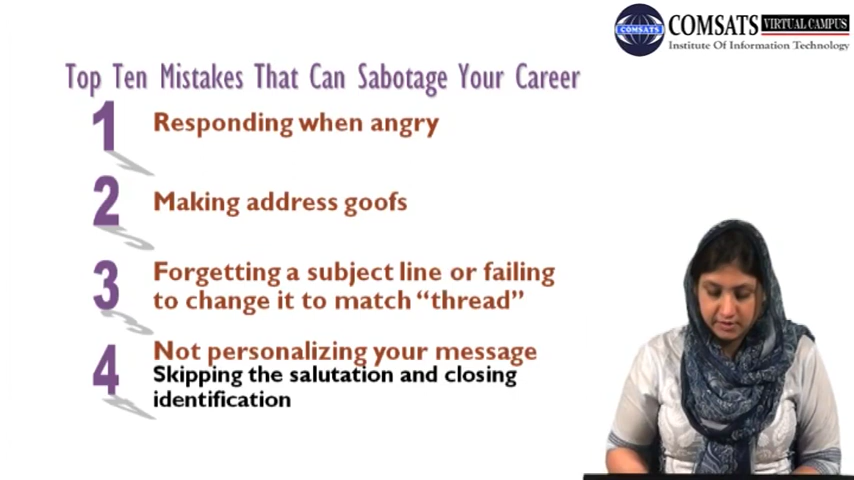 COMSATS VIRTUAL CAMPUS
COMSATS
Institute Of Information Technology
Top Ten Mistakes That Can Sabotage Your Career
1 Responding when angry
2 Making address goofs
3 Forgetting a subject line or failing
to change it to match “thread”
4 Not personalizing your message
Skipping the salutation and closing
identification